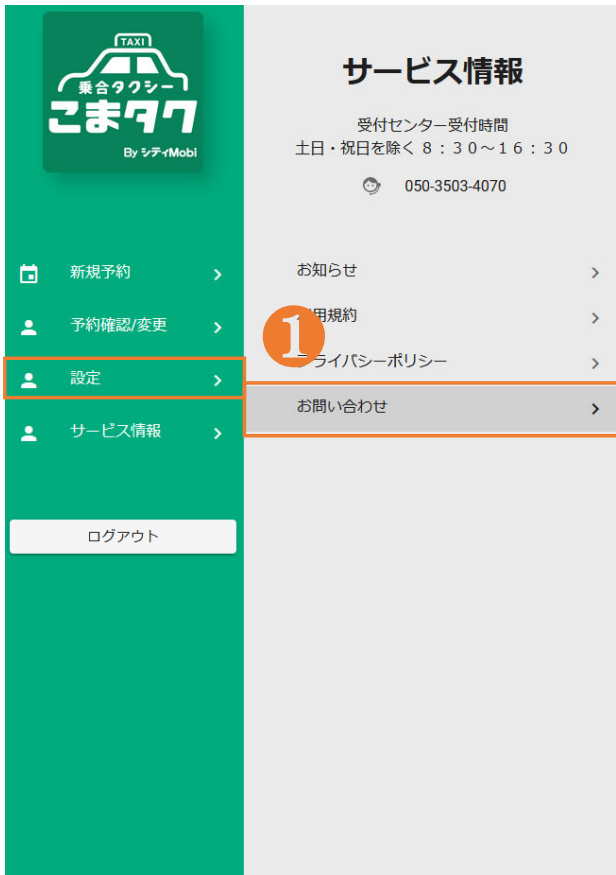 TAXI
乗合タクシー
こまタク
By シティMobi
新規予約
予約確認/変更
設定
サービス情報
ログアウト
サービス情報
受付センター受付時間
土日・祝日を除く８：３０～１６：３０
050-3503-4070
お知らせ
用規約
ライバシーポリシー
お問い合わせ
1